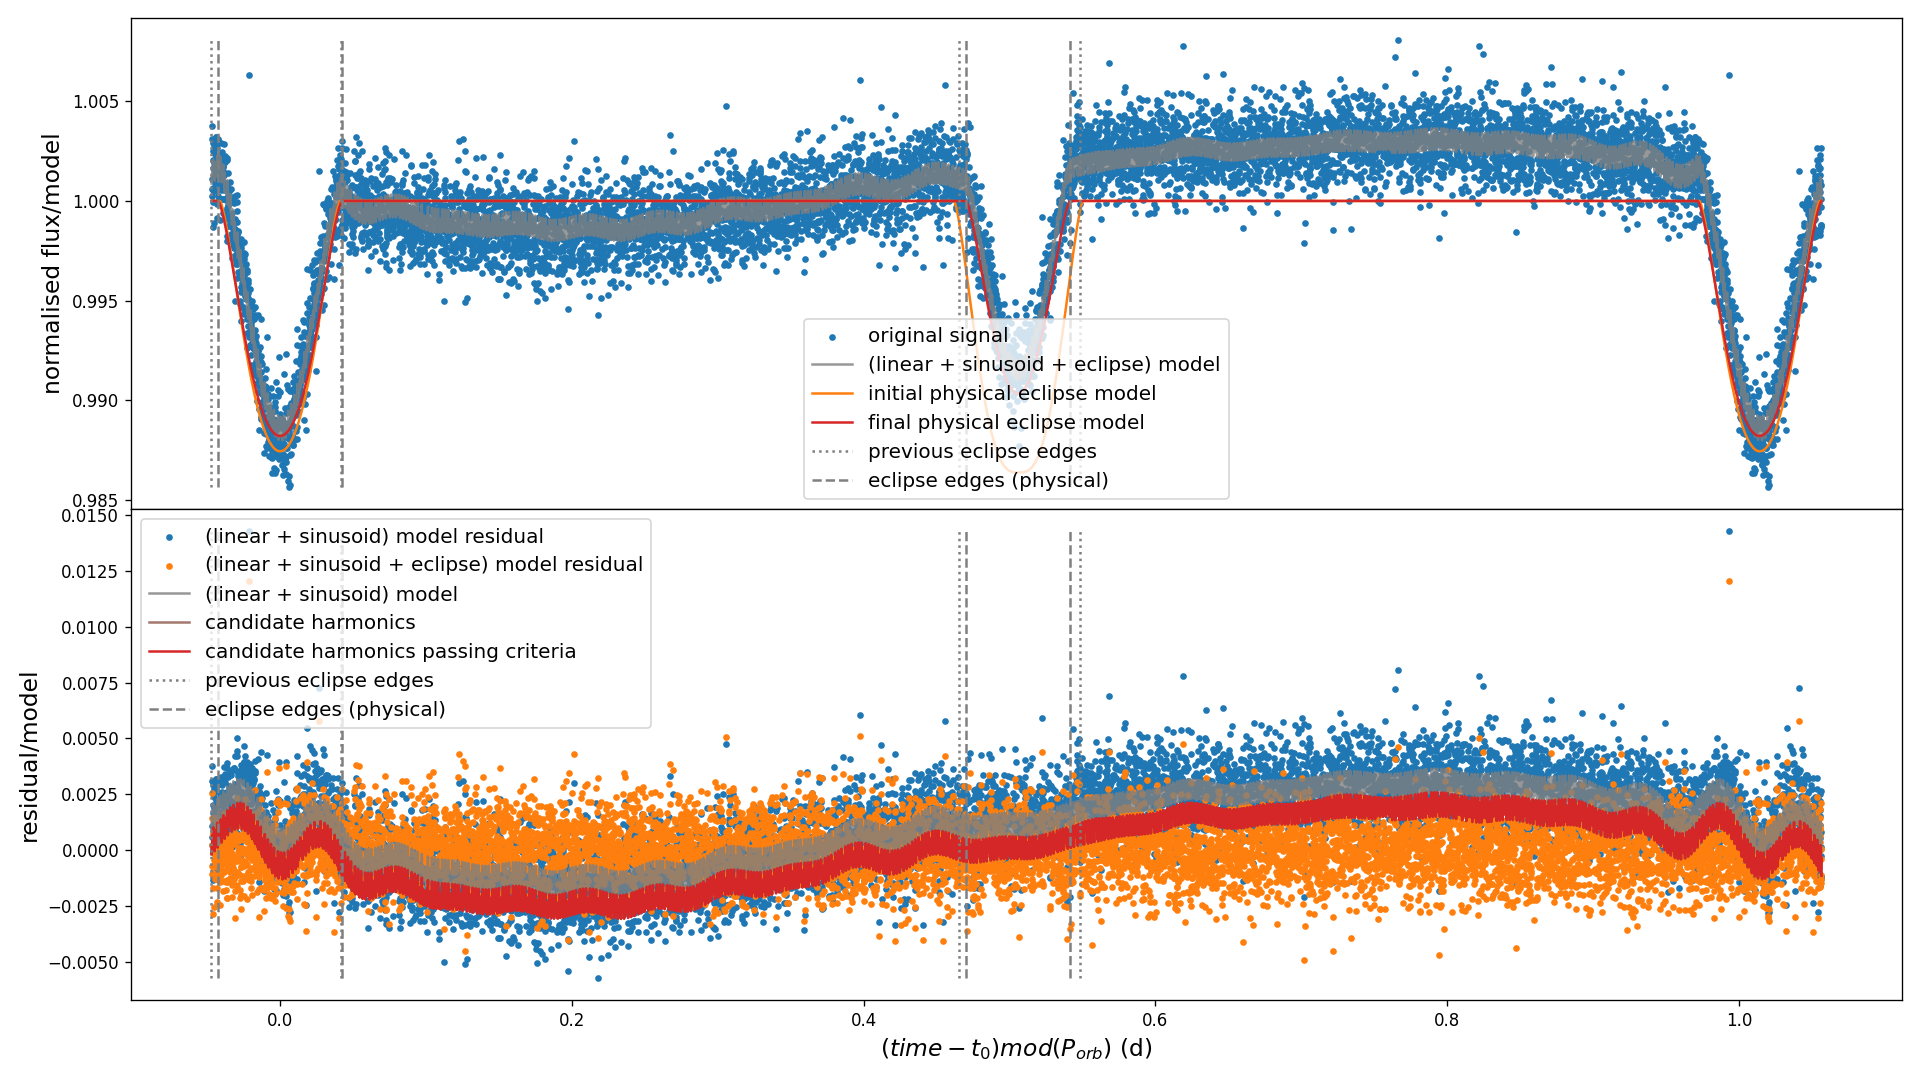 normalised flux/model
1.005
1.000
0.995
0.990
0.985
original signal
(linear + sinusoid + eclipse) model
initial physical eclipse model
final physical eclipse model
previous eclipse edges
eclipse edges (physical)
residual/model
0.0150
0.0125
0.0100
0.0075
0.0050
0.0025
0.0000
−0.0025
−0.0050
(linear + sinusoid) model residual
(linear + sinusoid + eclipse) model residual
(linear + sinusoid) model
candidate harmonics
candidate harmonics passing criteria
previous eclipse edges
eclipse edges (physical)
0.0 0.2 0.4 0.6 0.8 1.0
(time − t₀)mod(P_orb) (d)